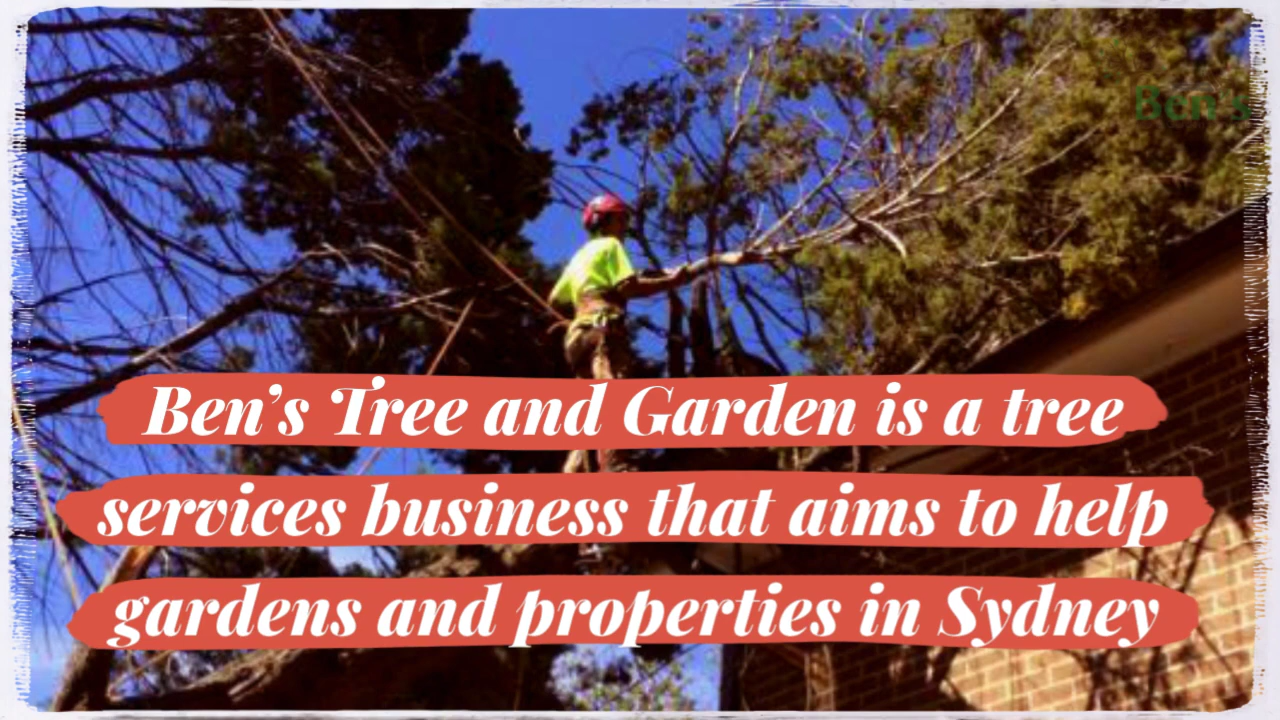 Ben's
Ben’s Tree and Garden is a tree
services business that aims to help
gardens and properties in Sydney